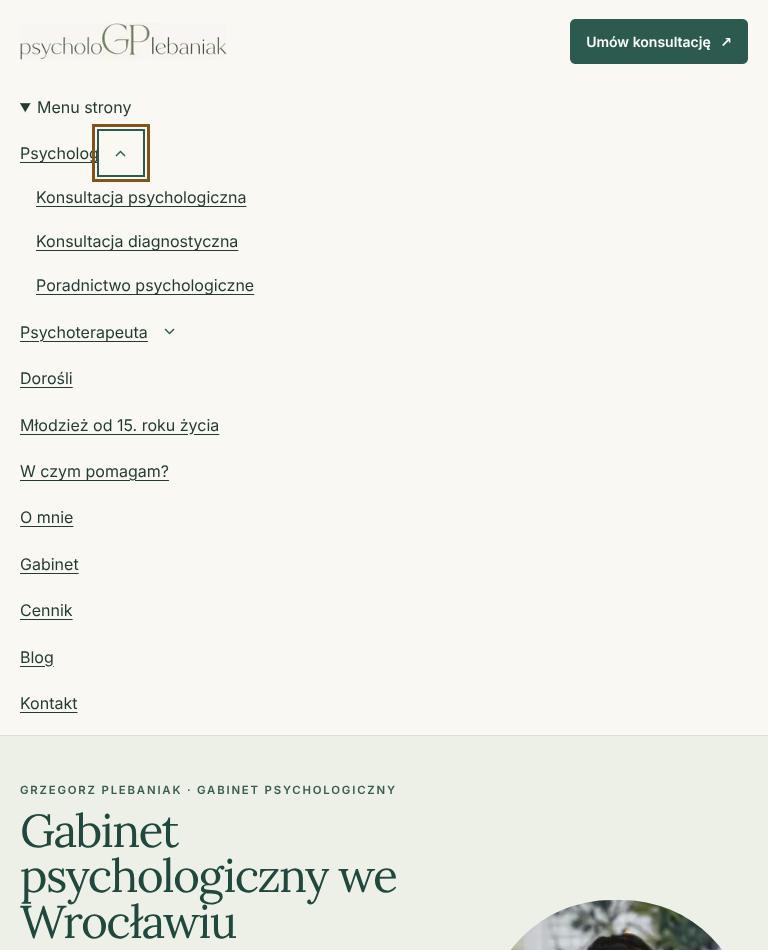 psycholoGPlebaniak
Umów konsultację ↗
▼ Menu strony
Psycholog
Konsultacja psychologiczna
Konsultacja diagnostyczna
Poradnictwo psychologiczne
Psychoterapeuta
Dorośli
Młodzież od 15. roku życia
W czym pomagam?
O mnie
Gabinet
Cennik
Blog
Kontakt
GRZEGORZ PLEBANIAK · GABINET PSYCHOLOGICZNY
Gabinet
psychologiczny we
Wrocławiu